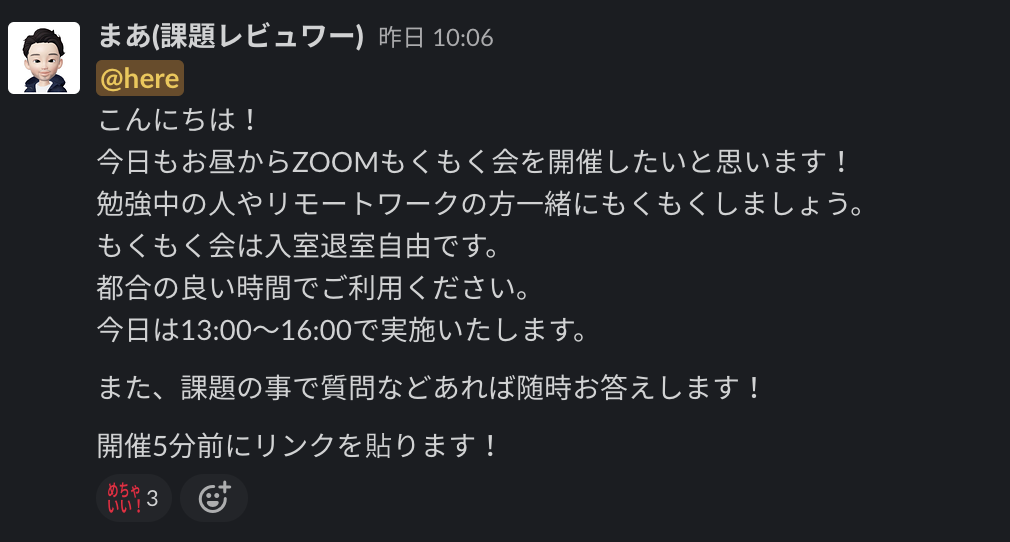 まあ(課題レビュワー) 昨日 10:06
@here
こんにちは！
今日もお昼からZOOMもくもく会を開催したいと思います！
勉強中の人やリモートワークの方一緒にもくもくしましょう。
もくもく会は入室退室自由です。
都合の良い時間でご利用ください。
今日は13:00〜16:00で実施いたします。
また、課題の事で質問などあれば随時お答えします！
開催5分前にリンクを貼ります！
めちゃ
いい！ 3